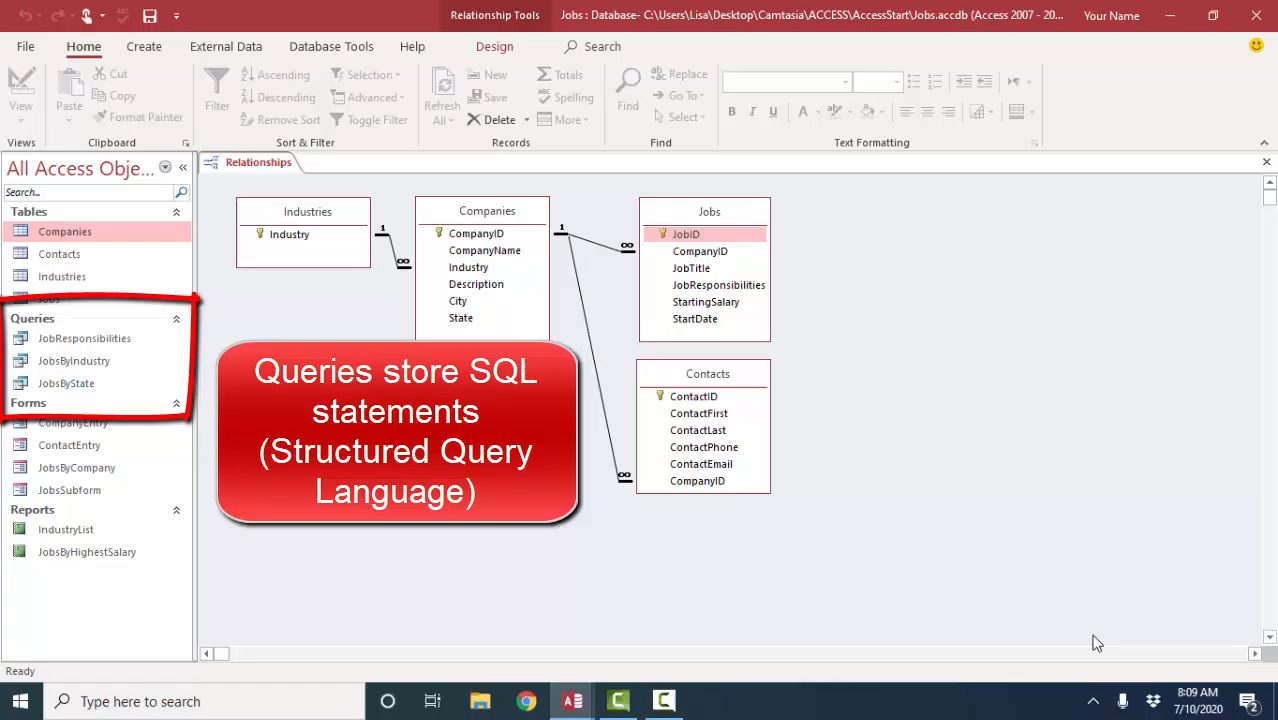 Relationship Tools
Jobs : Database- C:\Users\Lisa\Desktop\Camtasia\ACCESS\AccessStart\Jobs.accdb (Access 2007 - 20...
Your Name
File
Home
Create
External Data
Database Tools
Help
Design
Search
View
Paste
Cut
Copy
Format Painter
Filter
Ascending
Descending
Remove Sort
Selection
Advanced
Toggle Filter
Refresh
All
New
Save
Delete
Totals
Spelling
More
Find
Replace
Go To
Select
B I U A
Views
Clipboard
Sort & Filter
Records
Find
Text Formatting
All Access Obje...
Relationships
Search...
Tables
Companies
Contacts
Industries
Jobs
Queries
JobResponsibilities
JobsByIndustry
JobsByState
Forms
CompanyEntry
ContactEntry
JobsByCompany
JobsSubform
Reports
IndustryList
JobsByHighestSalary
Industries
Industry
1
∞
Companies
CompanyID
CompanyName
Industry
Description
City
State
1
∞
∞
Jobs
JobID
CompanyID
JobTitle
JobResponsibilities
StartingSalary
StartDate
Contacts
ContactID
ContactFirst
ContactLast
ContactPhone
ContactEmail
CompanyID
Queries store SQL
statements
(Structured Query
Language)
Ready
Type here to search
8:09 AM
7/10/2020
2